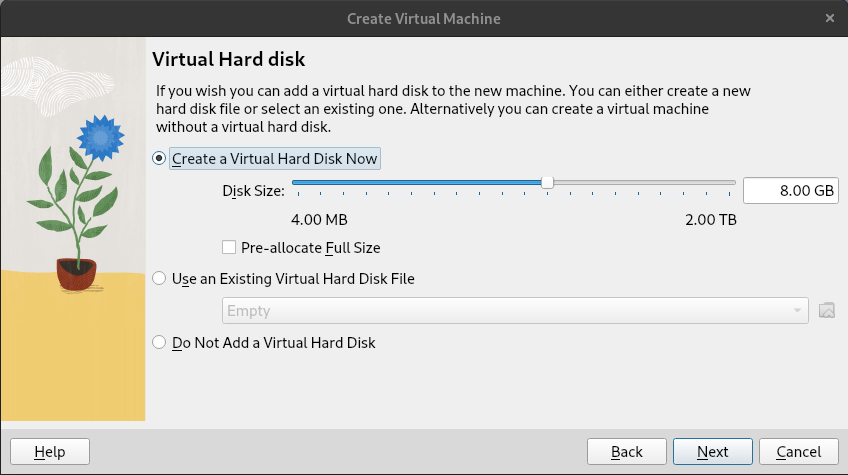 Create Virtual Machine
Virtual Hard disk
If you wish you can add a virtual hard disk to the new machine. You can either create a new
hard disk file or select an existing one. Alternatively you can create a virtual machine
without a virtual hard disk.
Create a Virtual Hard Disk Now
Disk Size:
8.00 GB
4.00 MB
2.00 TB
Pre-allocate Full Size
Use an Existing Virtual Hard Disk File
Empty
Do Not Add a Virtual Hard Disk
Help
Back
Next
Cancel